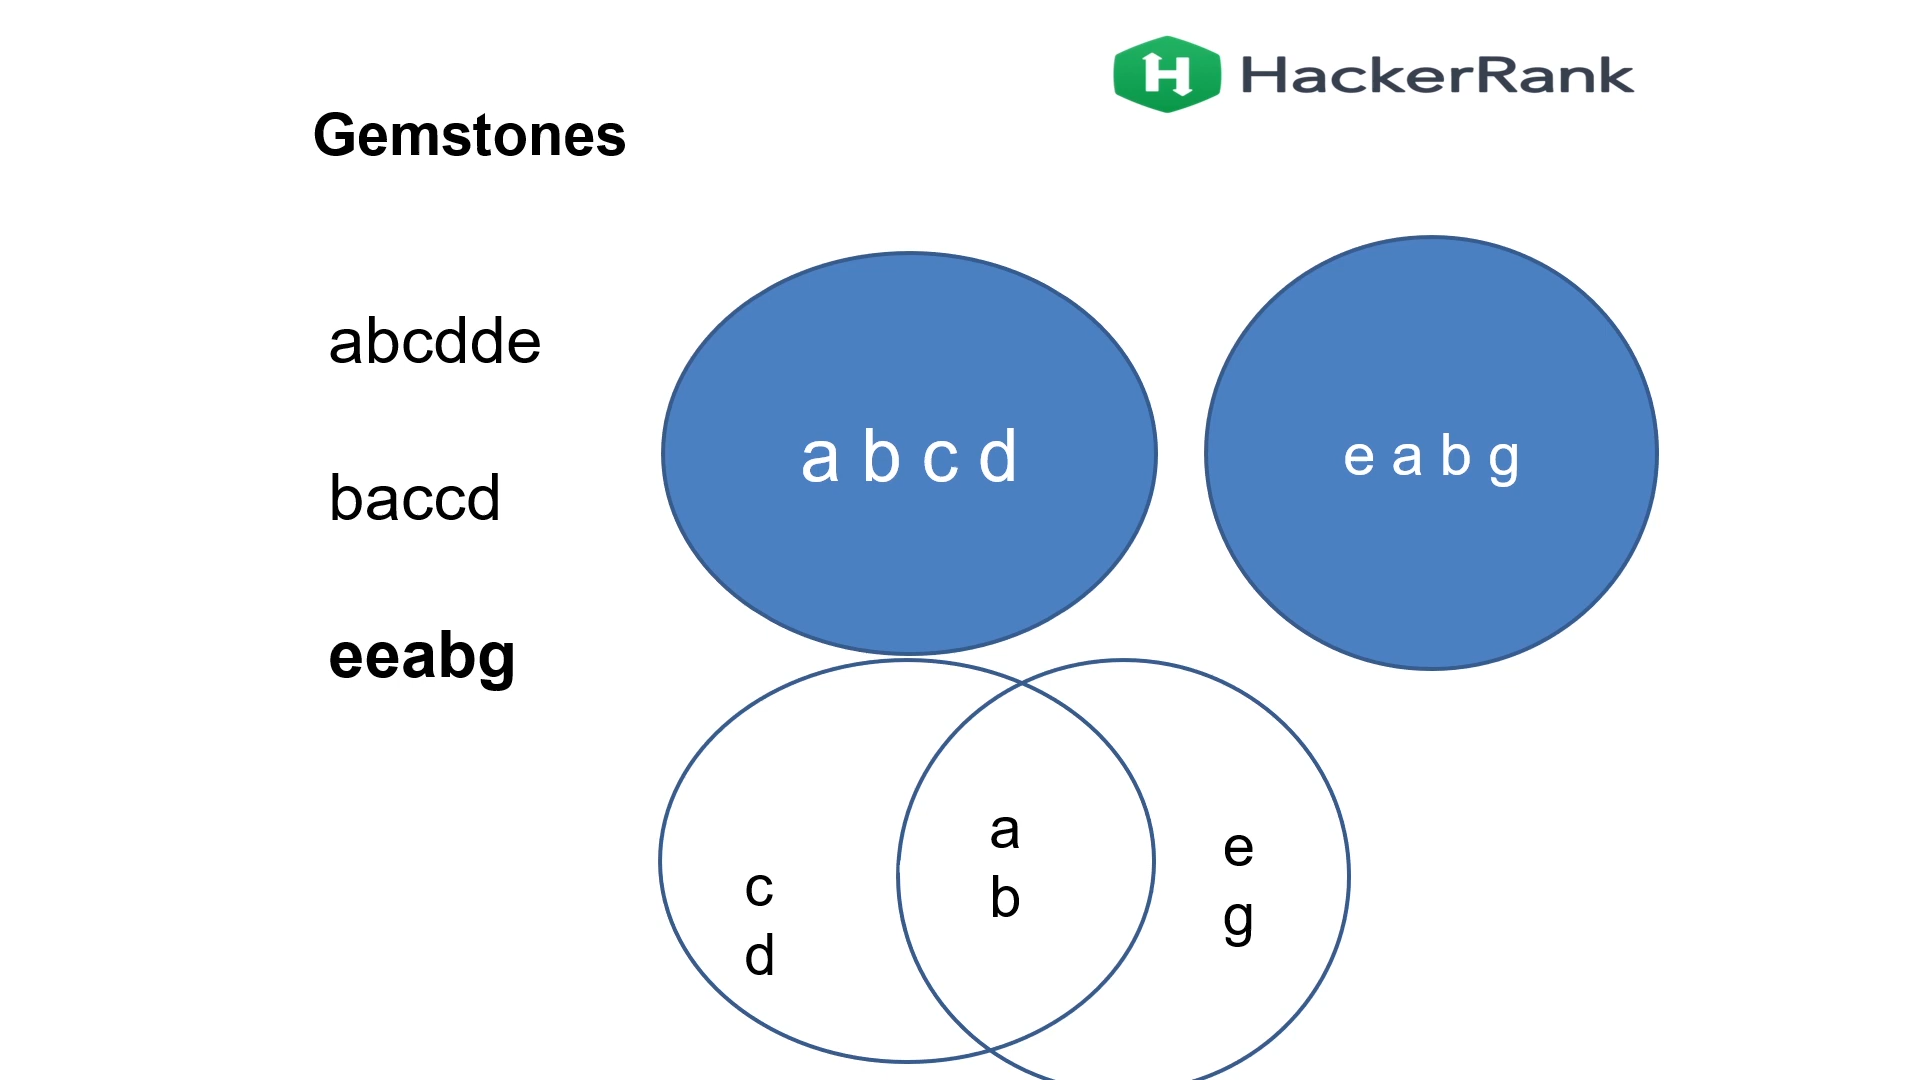 HackerRank
Gemstones
abcdde
baccd
eeabg
a b c d
e a b g
c
d
a
b
e
g